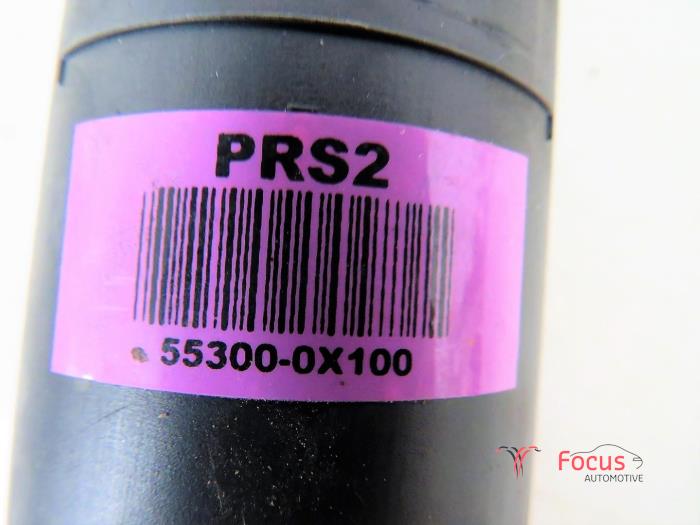 PRS2
55300-0X100
Focus
AUTOMOTIVE